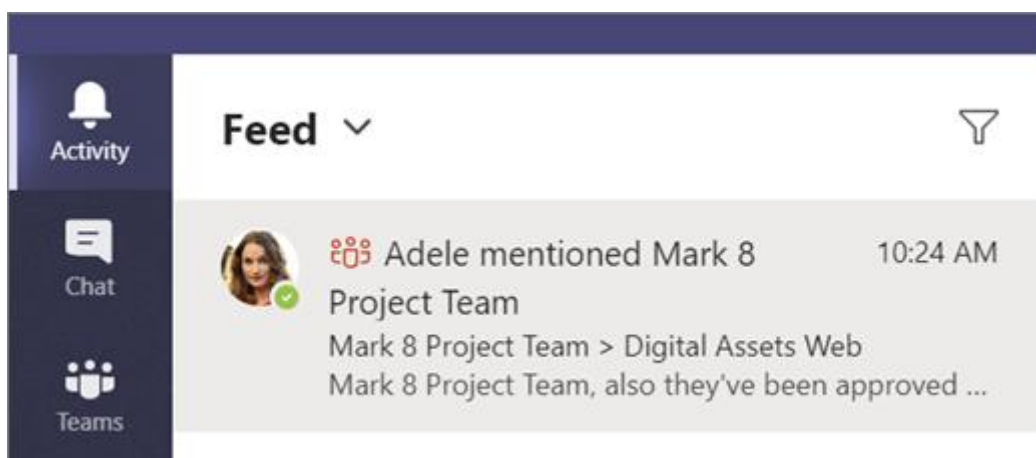 Activity
Chat
Teams
Feed
Adele mentioned Mark 8 10:24 AM
Project Team
Mark 8 Project Team > Digital Assets Web
Mark 8 Project Team, also they've been approved ...